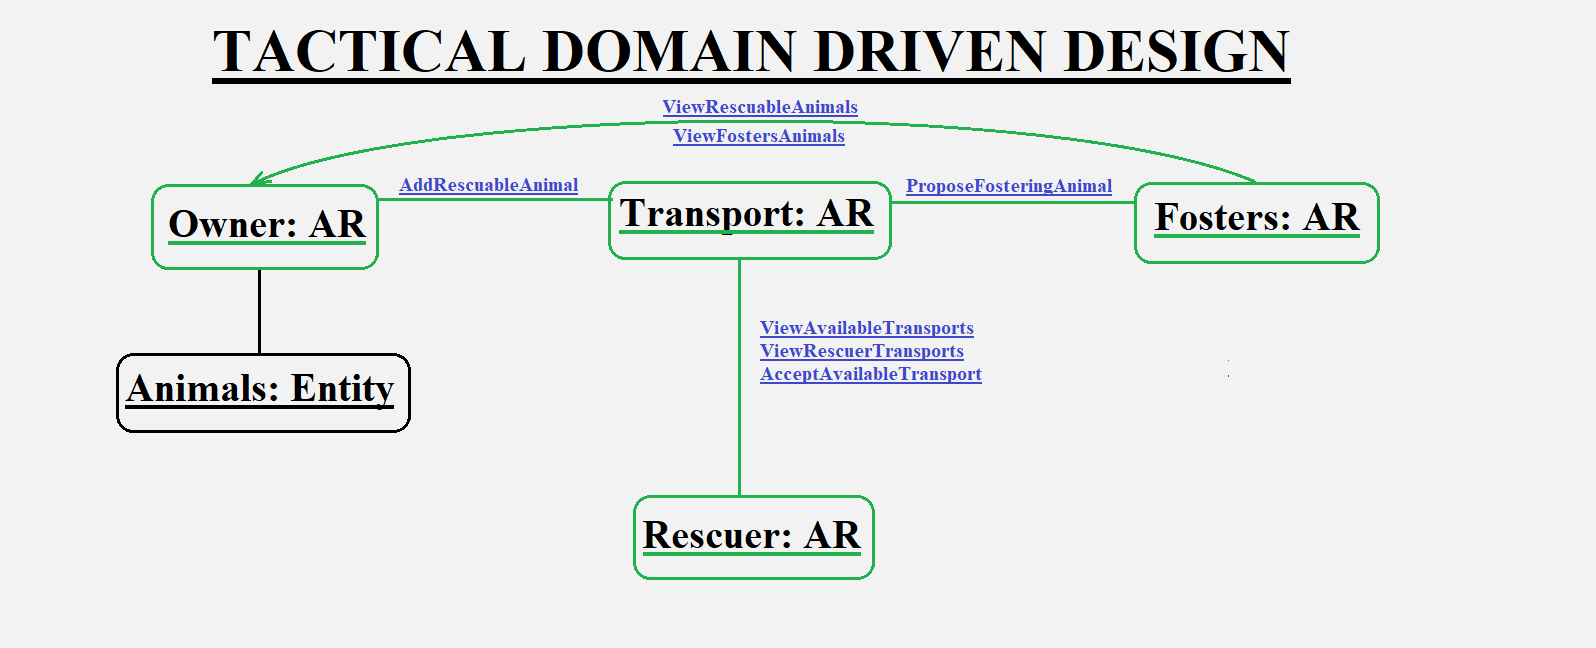 TACTICAL DOMAIN DRIVEN DESIGN
ViewRescuableAnimals
ViewFostersAnimals
AddRescuableAnimal
ProposeFosteringAnimal
Owner: AR
Transport: AR
Fosters: AR
ViewAvailableTransports
ViewRescuerTransports
AcceptAvailableTransport
Animals: Entity
Rescuer: AR